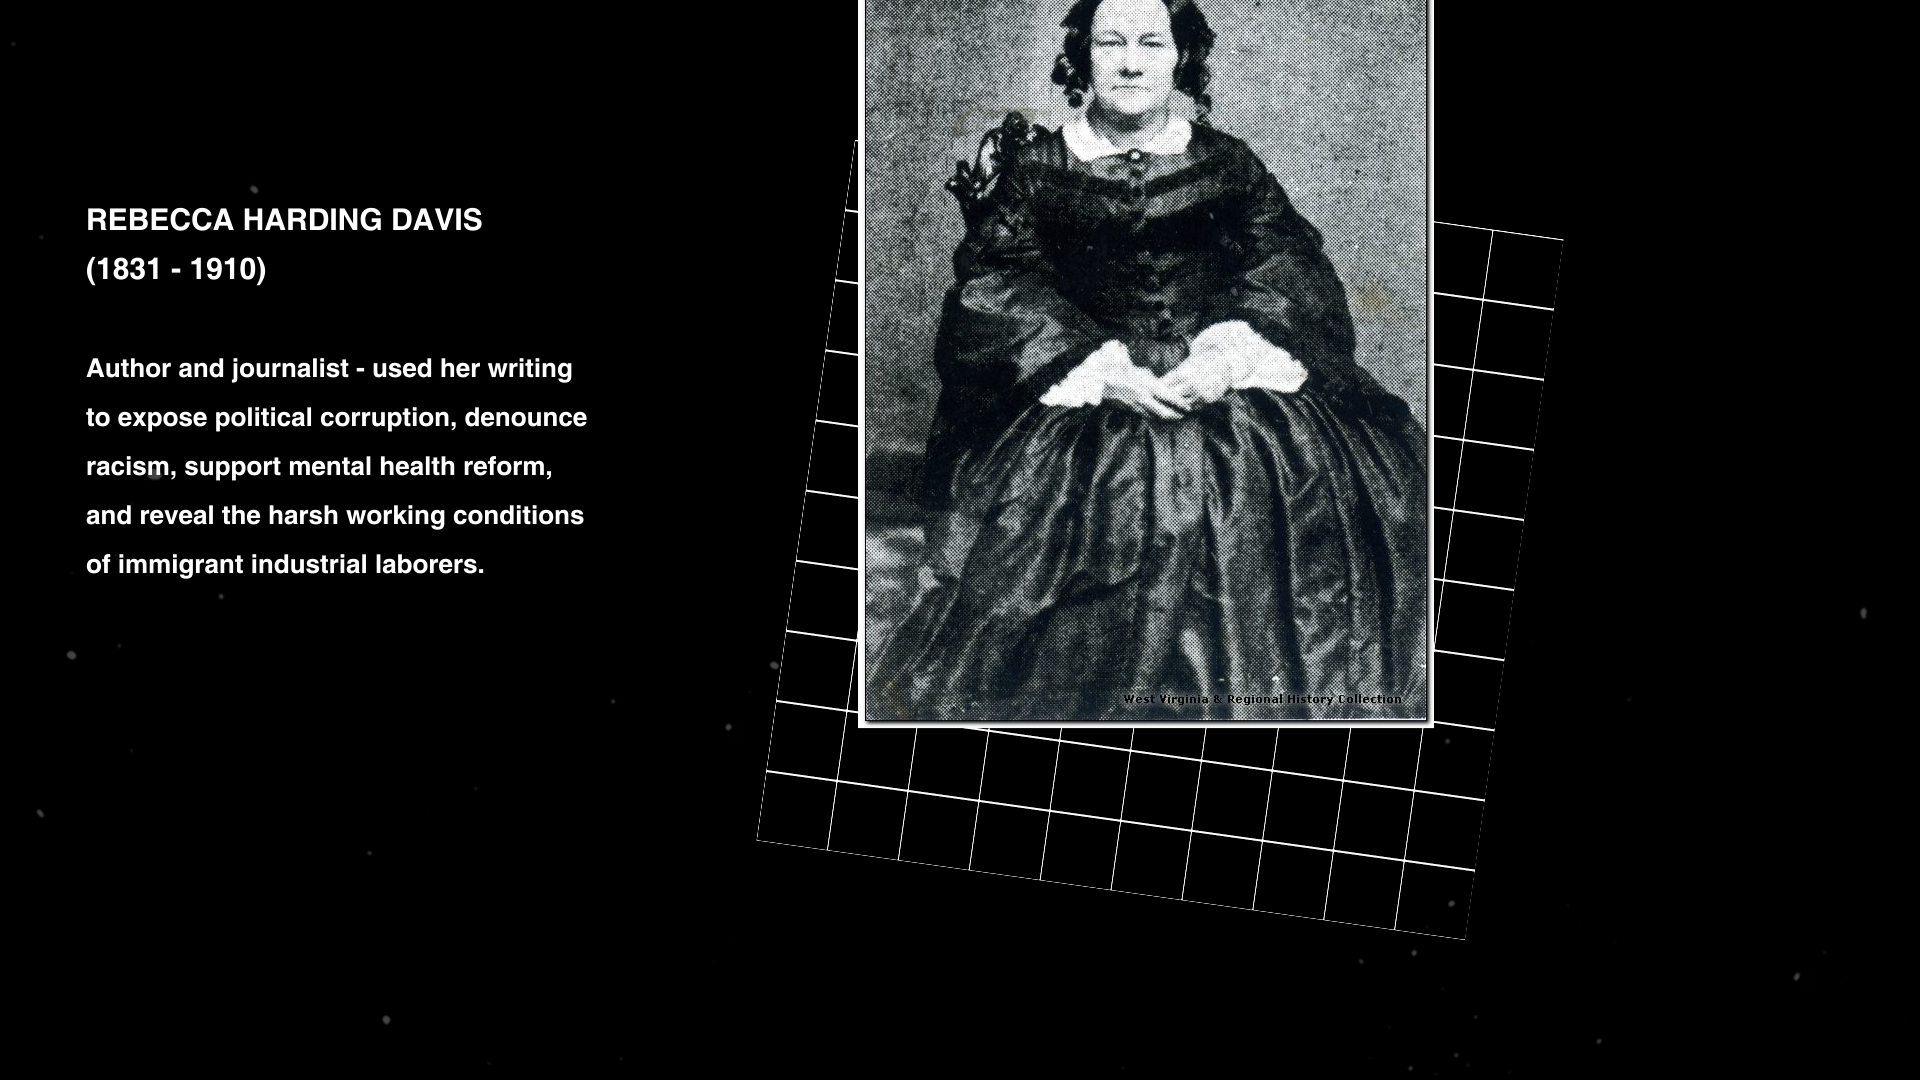 REBECCA HARDING DAVIS
(1831 - 1910)
Author and journalist - used her writing
to expose political corruption, denounce
racism, support mental health reform,
and reveal the harsh working conditions
of immigrant industrial laborers.
West Virginia & Regional History Collection